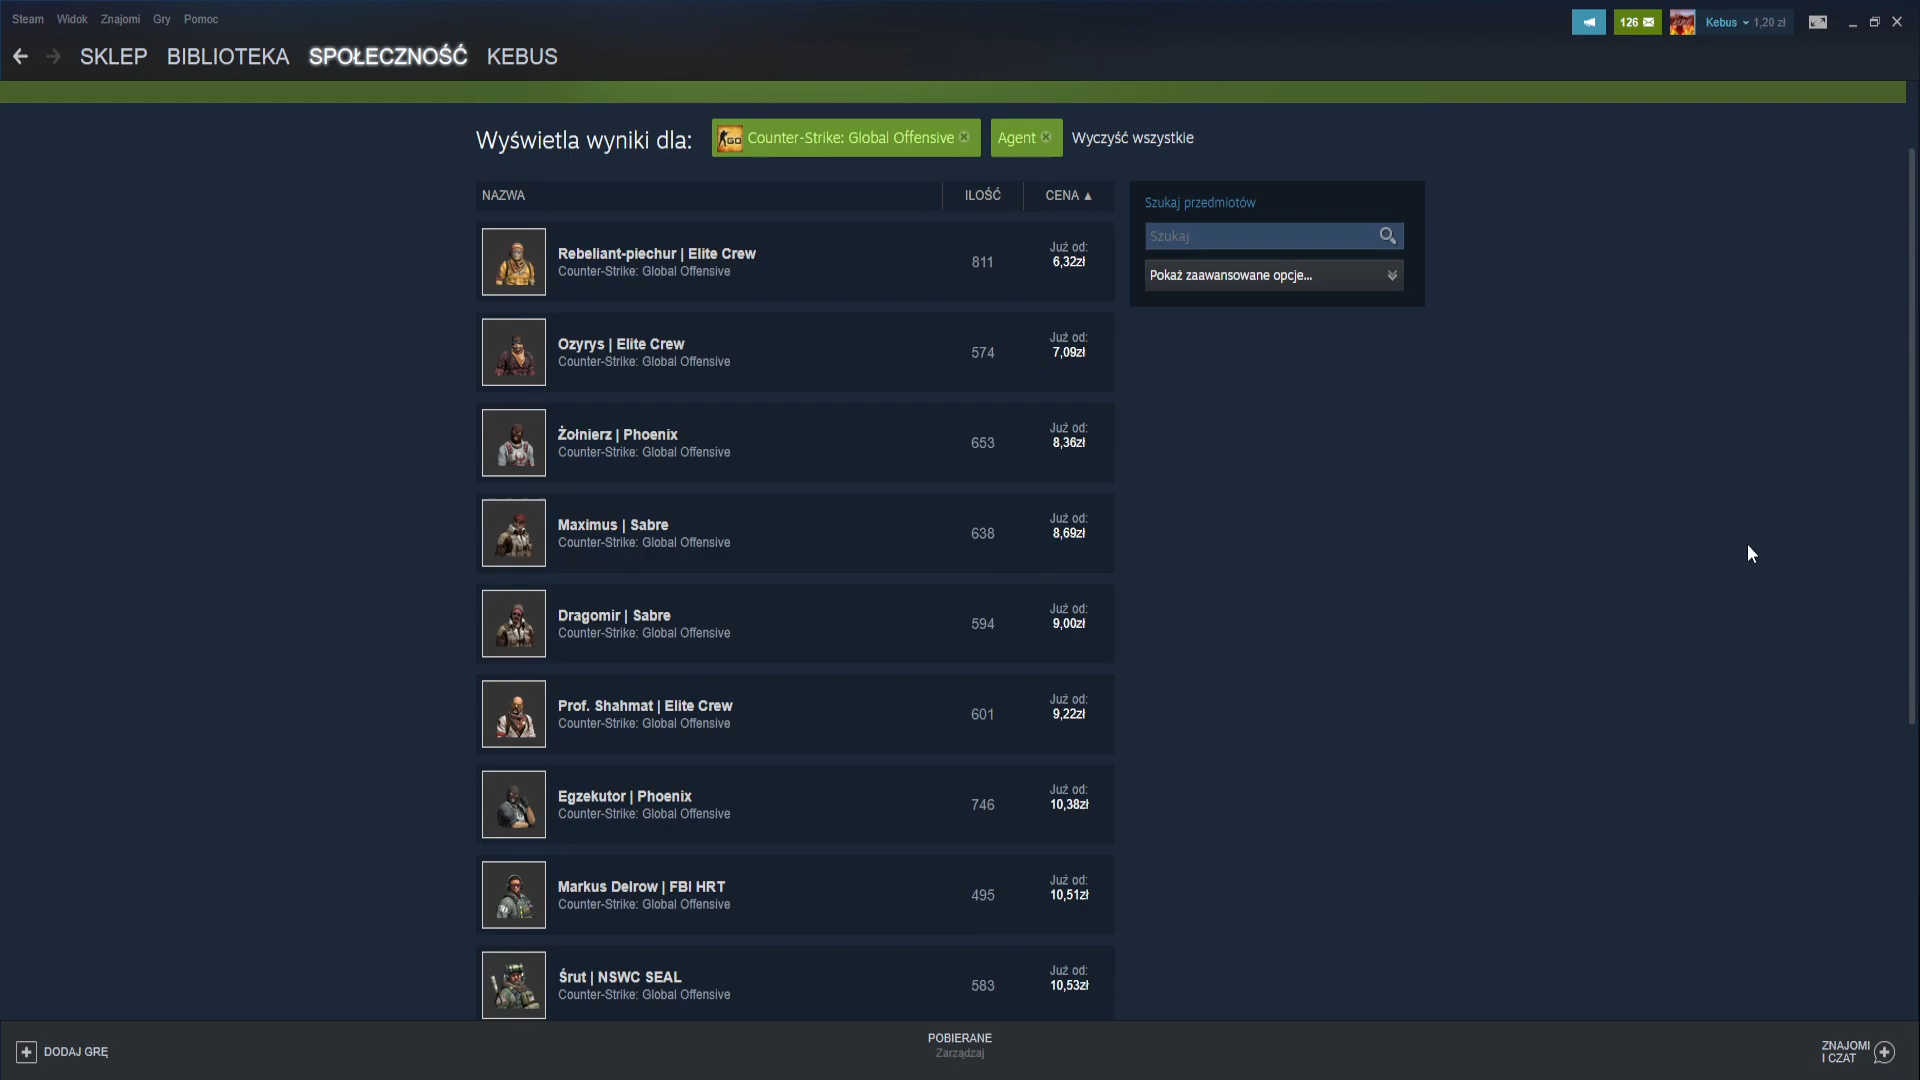 Steam Widok Znajomi Gry Pomoc
126
Kebus 1,20 zł
SKLEP BIBLIOTEKA SPOŁECZNOŚĆ KEBUS
Wyświetla wyniki dla: Counter-Strike: Global Offensive Agent Wyczyść wszystkie
NAZWA ILOŚĆ CENA ▲
Szukaj przedmiotów
Szukaj
Pokaż zaawansowane opcje...
Rebeliant-piechur | Elite Crew
Counter-Strike: Global Offensive
811
Już od:
6,32zł
Ozyrys | Elite Crew
Counter-Strike: Global Offensive
574
Już od:
7,09zł
Żołnierz | Phoenix
Counter-Strike: Global Offensive
653
Już od:
8,36zł
Maximus | Sabre
Counter-Strike: Global Offensive
638
Już od:
8,69zł
Dragomir | Sabre
Counter-Strike: Global Offensive
594
Już od:
9,00zł
Prof. Shahmat | Elite Crew
Counter-Strike: Global Offensive
601
Już od:
9,22zł
Egzekutor | Phoenix
Counter-Strike: Global Offensive
746
Już od:
10,38zł
Markus Delrow | FBI HRT
Counter-Strike: Global Offensive
495
Już od:
10,51zł
Śrut | NSWC SEAL
Counter-Strike: Global Offensive
583
Już od:
10,53zł
DODAJ GRĘ
POBIERANE
Zarządzaj
ZNAJOMI
I CZAT